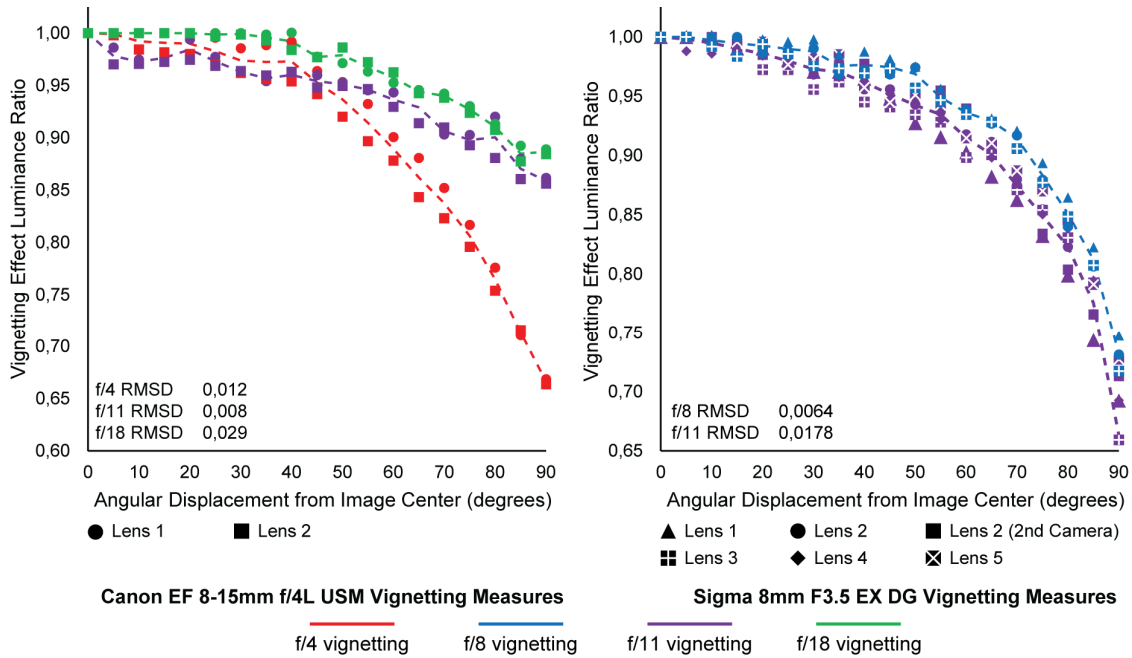 Vignetting Effect Luminance Ratio
1,00
0,95
0,90
0,85
0,80
0,75
0,70
0,65
0,60
f/4 RMSD 0,012
f/11 RMSD 0,008
f/18 RMSD 0,029
0 10 20 30 40 50 60 70 80 90
Angular Displacement from Image Center (degrees)
Lens 1 Lens 2
Vignetting Effect Luminance Ratio
1,00
0,95
0,90
0,85
0,80
0,75
0,70
0,65
f/8 RMSD 0,0064
f/11 RMSD 0,0178
0 10 20 30 40 50 60 70 80 90
Angular Displacement from Image Center (degrees)
Lens 1 Lens 2 Lens 2 (2nd Camera)
Lens 3 Lens 4 Lens 5
Canon EF 8-15mm f/4L USM Vignetting Measures
Sigma 8mm F3.5 EX DG Vignetting Measures
f/4 vignetting f/8 vignetting f/11 vignetting f/18 vignetting